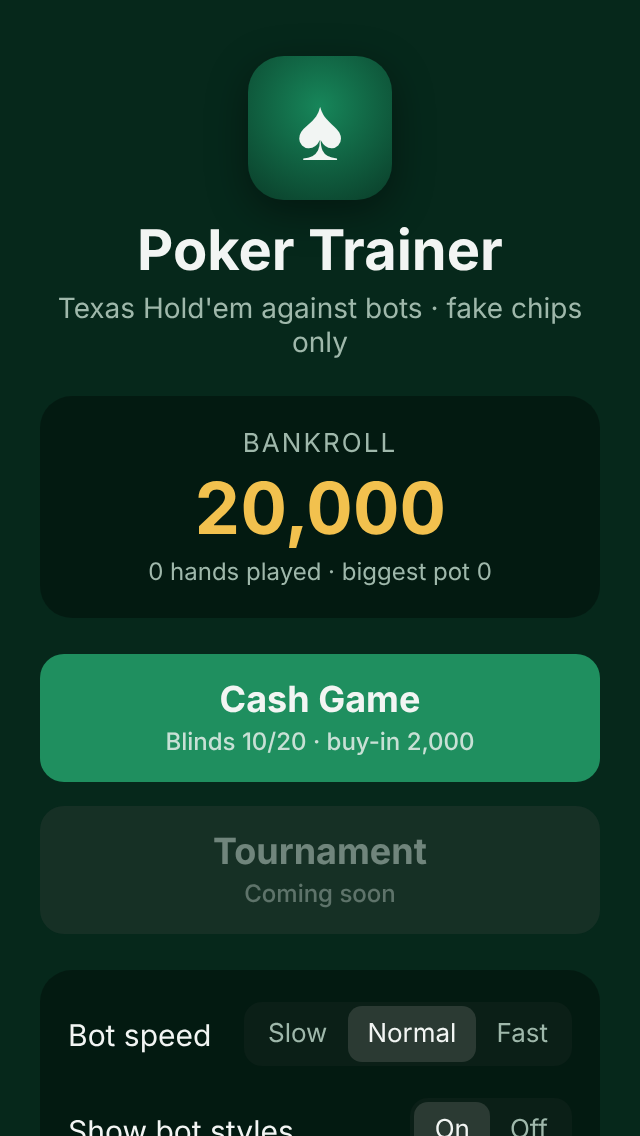 Poker Trainer
Texas Hold'em against bots · fake chips
only
BANKROLL
20,000
0 hands played · biggest pot 0
Cash Game
Blinds 10/20 · buy-in 2,000
Tournament
Coming soon
Bot speed Slow Normal Fast
Show bot styles On Off